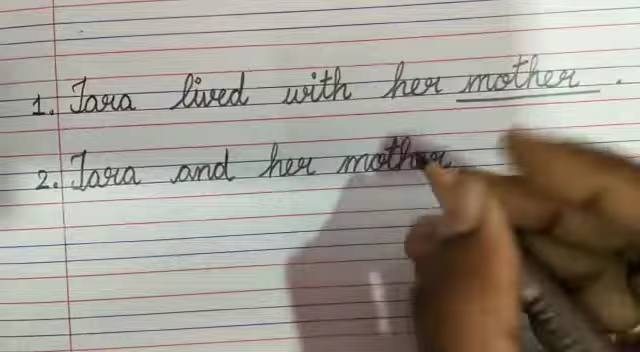 1. Tara lived with her mother.
2. Tara and her mother